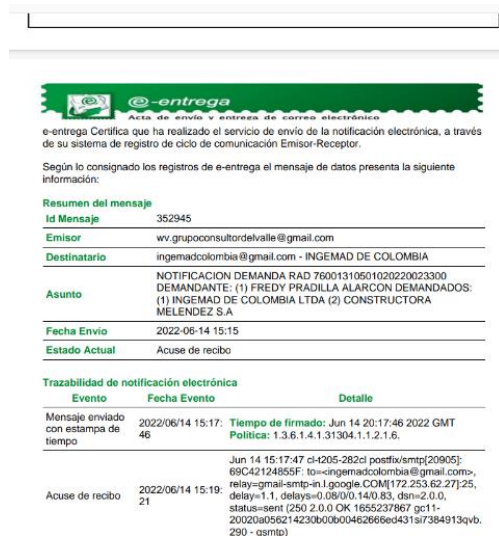 @-entrega
Acta de envío y entrega de correo electrónico
e-entrega Certifica que ha realizado el servicio de envío de la notificación electrónica, a través
de su sistema de registro de ciclo de comunicación Emisor-Receptor.
Según lo consignado los registros de e-entrega el mensaje de datos presenta la siguiente
información:
Resumen del mensaje
Id Mensaje 352945
Emisor wv.grupoconsultordelvalle@gmail.com
Destinatario ingemadcolombia@gmail.com - INGEMAD DE COLOMBIA
NOTIFICACION DEMANDA RAD 76001310501020220023300
DEMANDANTE: (1) FREDY PRADILLA ALARCON DEMANDADOS:
Asunto (1) INGEMAD DE COLOMBIA LTDA (2) CONSTRUCTORA
MELENDEZ S.A
Fecha Envío 2022-06-14 15:15
Estado Actual Acuse de recibo
Trazabilidad de notificación electrónica
Evento Fecha Evento Detalle
Mensaje enviado
con estampa de
tiempo
2022/06/14 15:17:
46
Tiempo de firmado: Jun 14 20:17:46 2022 GMT
Política: 1.3.6.1.4.1.31304.1.1.2.1.6.
Acuse de recibo
2022/06/14 15:19:
21
Jun 14 15:17:47 cl-t205-282cl postfix/smtp[20905]:
69C42124855F: to=<ingemadcolombia@gmail.com>,
relay=gmail-smtp-in.l.google.COM[172.253.62.27]:25,
delay=1.1, delays=0.08/0/0.14/0.83, dsn=2.0.0,
status=sent (250 2.0.0 OK 1655237867 gc11-
20020a056214230b00b00462666ed431si7384913qvb.
290 - gsmtp)